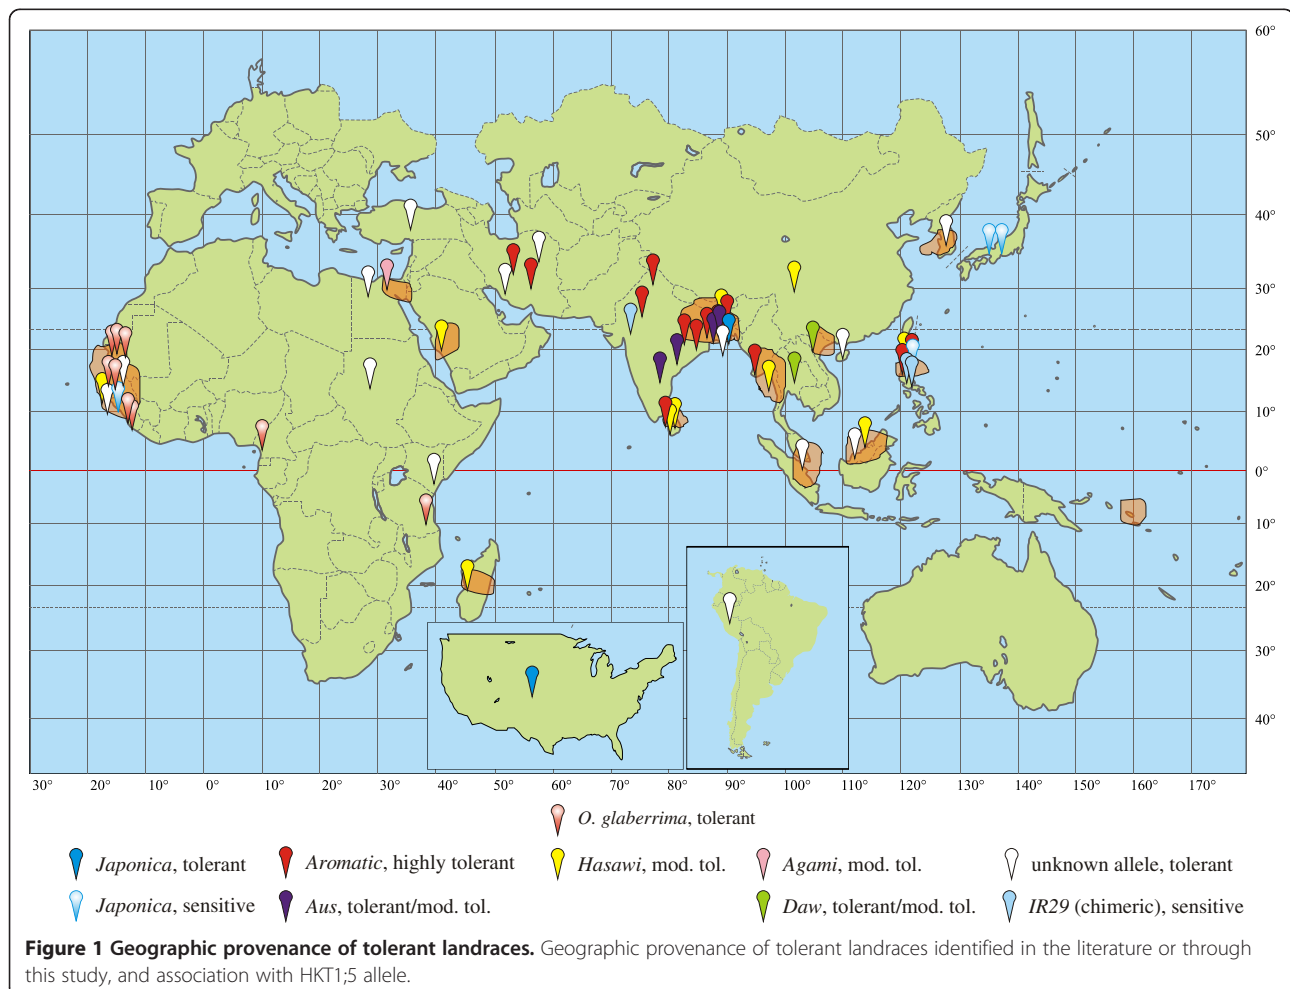 60°
50°
40°
30°
20°
10°
0°
10°
20°
30°
40°
30° 20° 10° 0° 10° 20° 30° 40° 50° 60° 70° 80° 90° 100° 110° 120° 130° 140° 150° 160° 170°
O. glaberrima, tolerant
Japonica, tolerant Aromatic, highly tolerant Hasawi, mod. tol. Agami, mod. tol. unknown allele, tolerant
Japonica, sensitive Aus, tolerant/mod. tol. Daw, tolerant/mod. tol. IR29 (chimeric), sensitive
Figure 1 Geographic provenance of tolerant landraces. Geographic provenance of tolerant landraces identified in the literature or through
this study, and association with HKT1;5 allele.